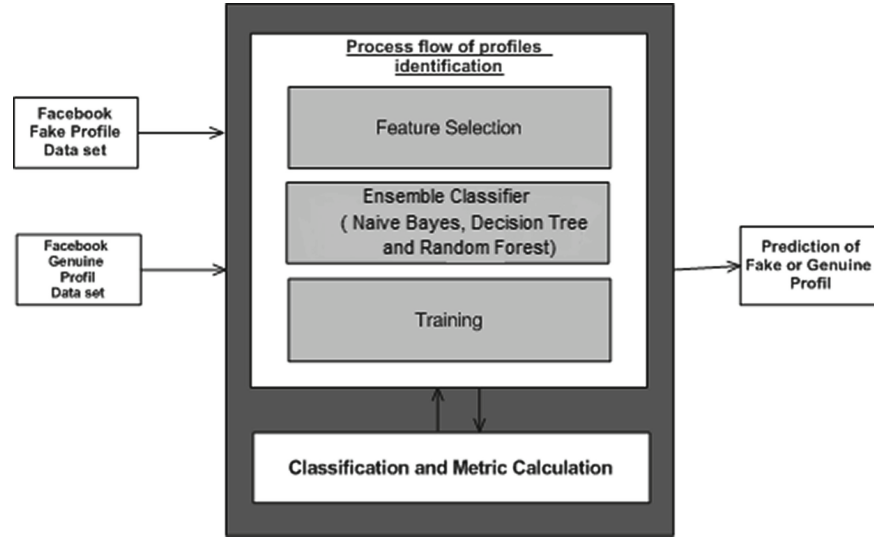 Process flow of profiles
identification
Facebook
Fake Profile
Data set
Feature Selection
Ensemble Classifier
( Naive Bayes, Decision Tree
and Random Forest)
Facebook
Genuine
Profil
Data set
Prediction of
Fake or Genuine
Profil
Training
Classification and Metric Calculation